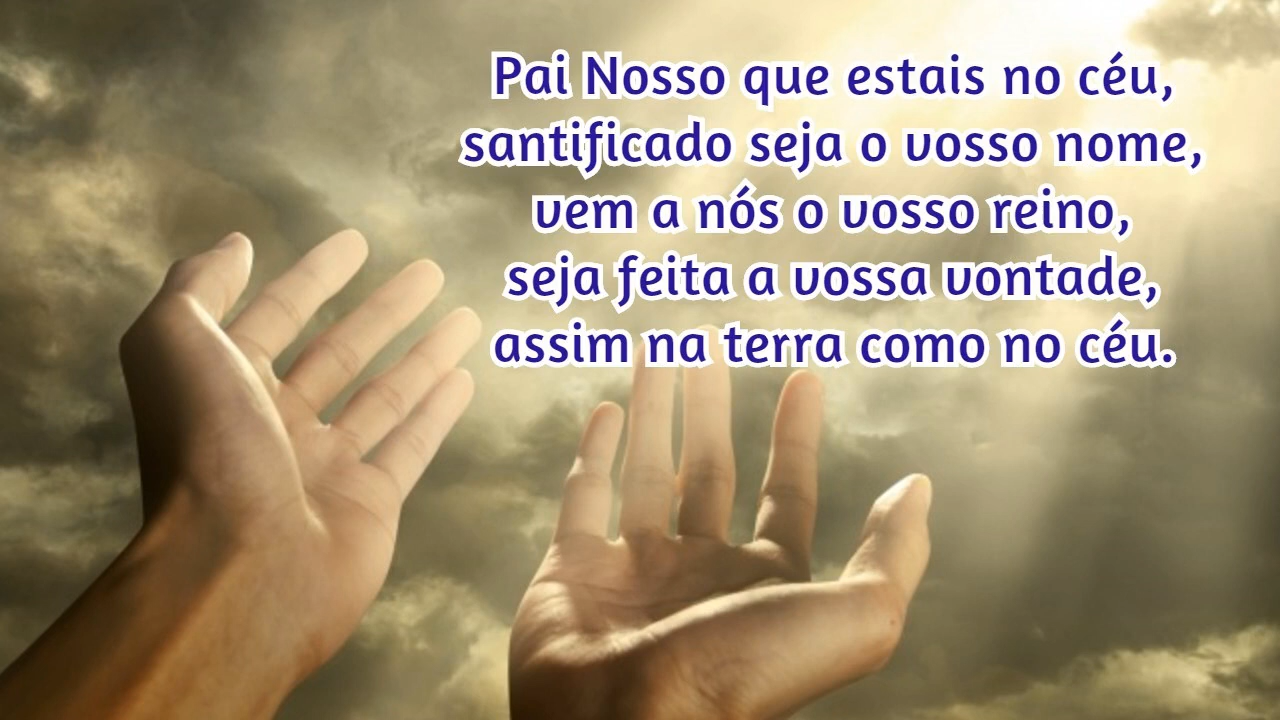 Pai Nosso que estais no céu,
santificado seja o vosso nome,
vem a nós o vosso reino,
seja feita a vossa vontade,
assim na terra como no céu.